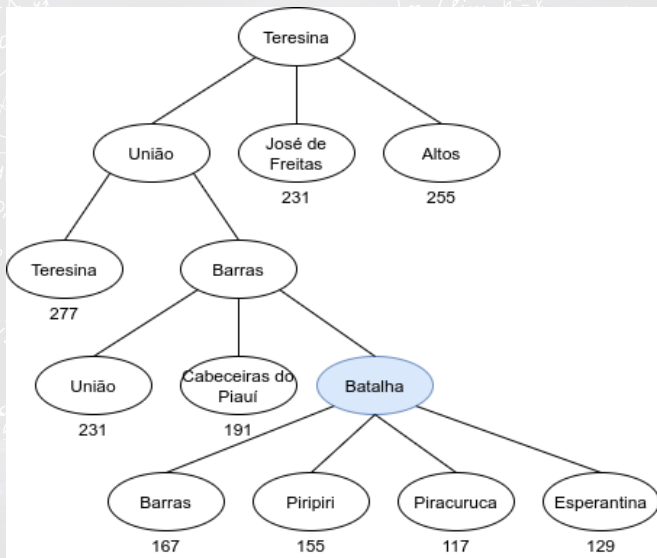 Teresina
União
José de
Freitas
Altos
231
255
Teresina
Barras
277
União
Cabeceiras do
Piauí
Batalha
231
191
Barras
Piripiri
Piracuruca
Esperantina
167
155
117
129